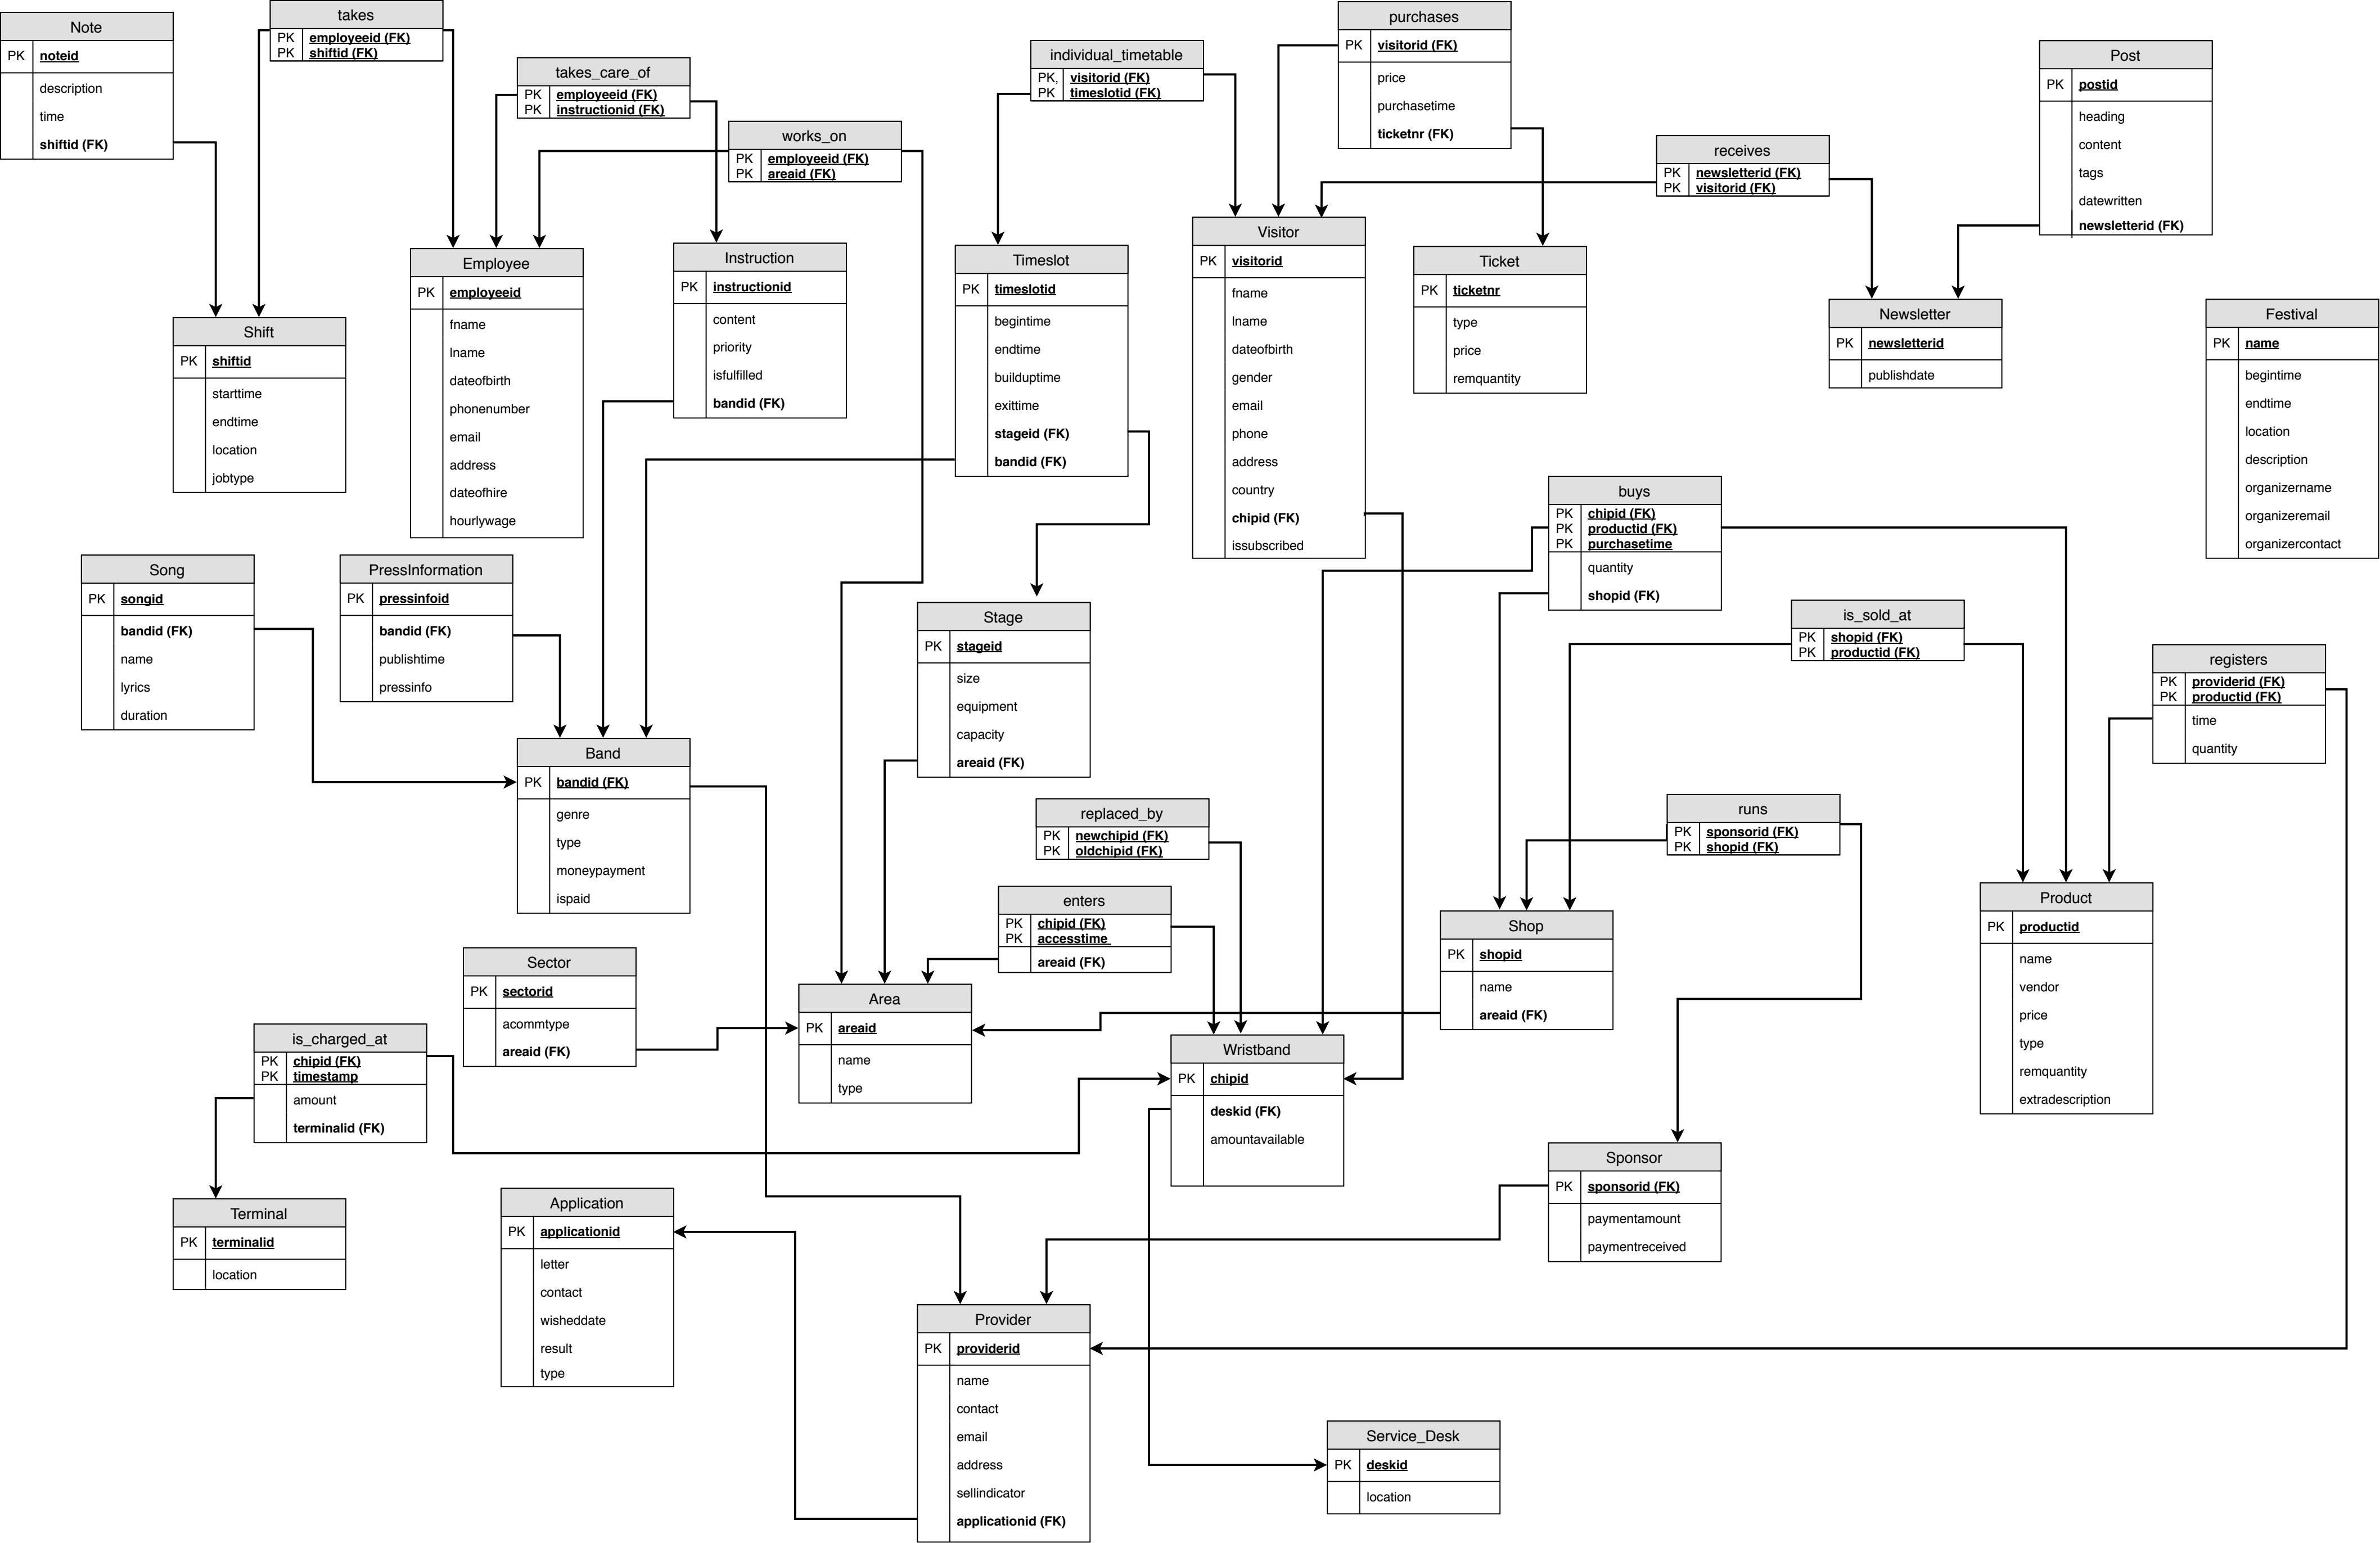 Note
PK noteid
description
time
shiftid (FK)
takes
PK employeeid (FK)
PK shiftid (FK)
takes_care_of
PK employeeid (FK)
PK instructionid (FK)
works_on
PK employeeid (FK)
PK areaid (FK)
individual_timetable
PK, visitorid (FK)
PK timeslotid (FK)
purchases
PK visitorid (FK)
price
purchasetime
ticketnr (FK)
receives
PK newsletterid (FK)
PK visitorid (FK)
Post
PK postid
heading
content
tags
datewritten
newsletterid (FK)
Shift
PK shiftid
starttime
endtime
location
jobtype
Employee
PK employeeid
fname
lname
dateofbirth
phonenumber
email
address
dateofhire
hourlywage
Instruction
PK instructionid
content
priority
isfulfilled
bandid (FK)
Timeslot
PK timeslotid
begintime
endtime
builduptime
exittime
stageid (FK)
bandid (FK)
Visitor
PK visitorid
fname
lname
dateofbirth
gender
email
phone
address
country
chipid (FK)
issubscribed
Ticket
PK ticketnr
type
price
remquantity
Newsletter
PK newsletterid
publishdate
Festival
PK name
begintime
endtime
location
description
organizername
organizeremail
organizercontact
Song
PK songid
bandid (FK)
name
lyrics
duration
PressInformation
PK pressinfoid
bandid (FK)
publishtime
pressinfo
Band
PK bandid (FK)
genre
type
moneypayment
ispaid
Stage
PK stageid
size
equipment
capacity
areaid (FK)
buys
PK chipid (FK)
PK productid (FK)
PK purchasetime
quantity
shopid (FK)
is_sold_at
PK shopid (FK)
PK productid (FK)
registers
PK providerid (FK)
PK productid (FK)
time
quantity
replaced_by
PK newchipid (FK)
PK oldchipid (FK)
runs
PK sponsorid (FK)
PK shopid (FK)
enters
PK chipid (FK)
PK accesstime
areaid (FK)
Shop
PK shopid
name
areaid (FK)
Product
PK productid
name
vendor
price
type
remquantity
extradescription
Sector
PK sectorid
acommtype
areaid (FK)
Area
PK areaid
name
type
is_charged_at
PK chipid (FK)
PK timestamp
amount
terminalid (FK)
Wristband
PK chipid
deskid (FK)
amountavailable
Sponsor
PK sponsorid (FK)
paymentamount
paymentreceived
Terminal
PK terminalid
location
Application
PK applicationid
letter
contact
wisheddate
result
type
Provider
PK providerid
name
contact
email
address
sellindicator
applicationid (FK)
Service_Desk
PK deskid
location